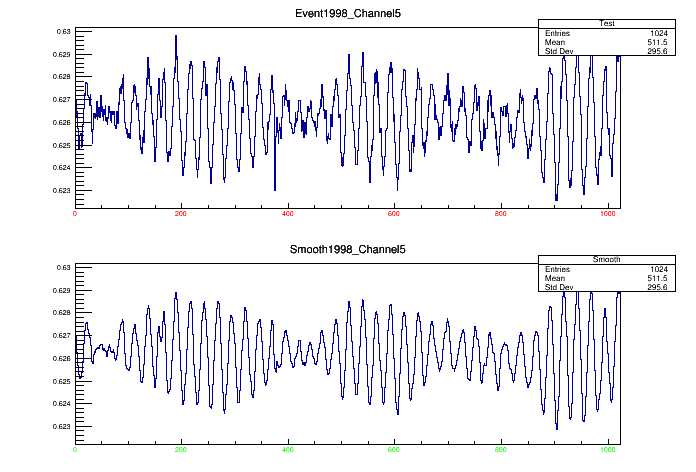 Event1998_Channel5
Test
Entries 1024
Mean 511.5
Std Dev 295.6
0.63
0.629
0.628
0.627
0.626
0.625
0.624
0.623
0 200 400 600 800 1000
Smooth1998_Channel5
Smooth
Entries 1024
Mean 511.5
Std Dev 295.6
0.63
0.629
0.628
0.627
0.626
0.625
0.624
0.623
0 200 400 600 800 1000